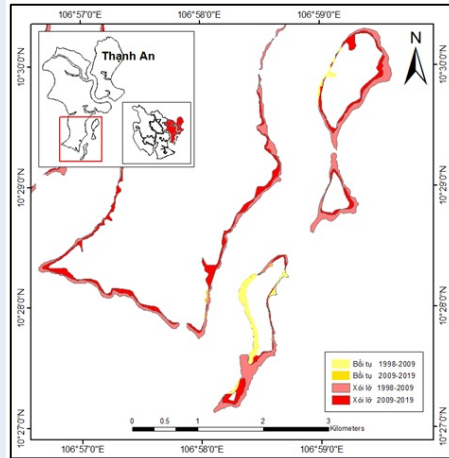 106°57'0"E 106°58'0"E 106°59'0"E
10°30'0"N
10°29'0"N
10°28'0"N
10°27'0"N
Thạnh An
N
10°30'0"N
10°29'0"N
10°28'0"N
10°27'0"N
Bồi tụ 1998-2009
Bồi tụ 2009-2019
Xói lở 1998-2009
Xói lở 2009-2019
0 0.5 1 2 3
Kilometers
106°57'0"E 106°58'0"E 106°59'0"E